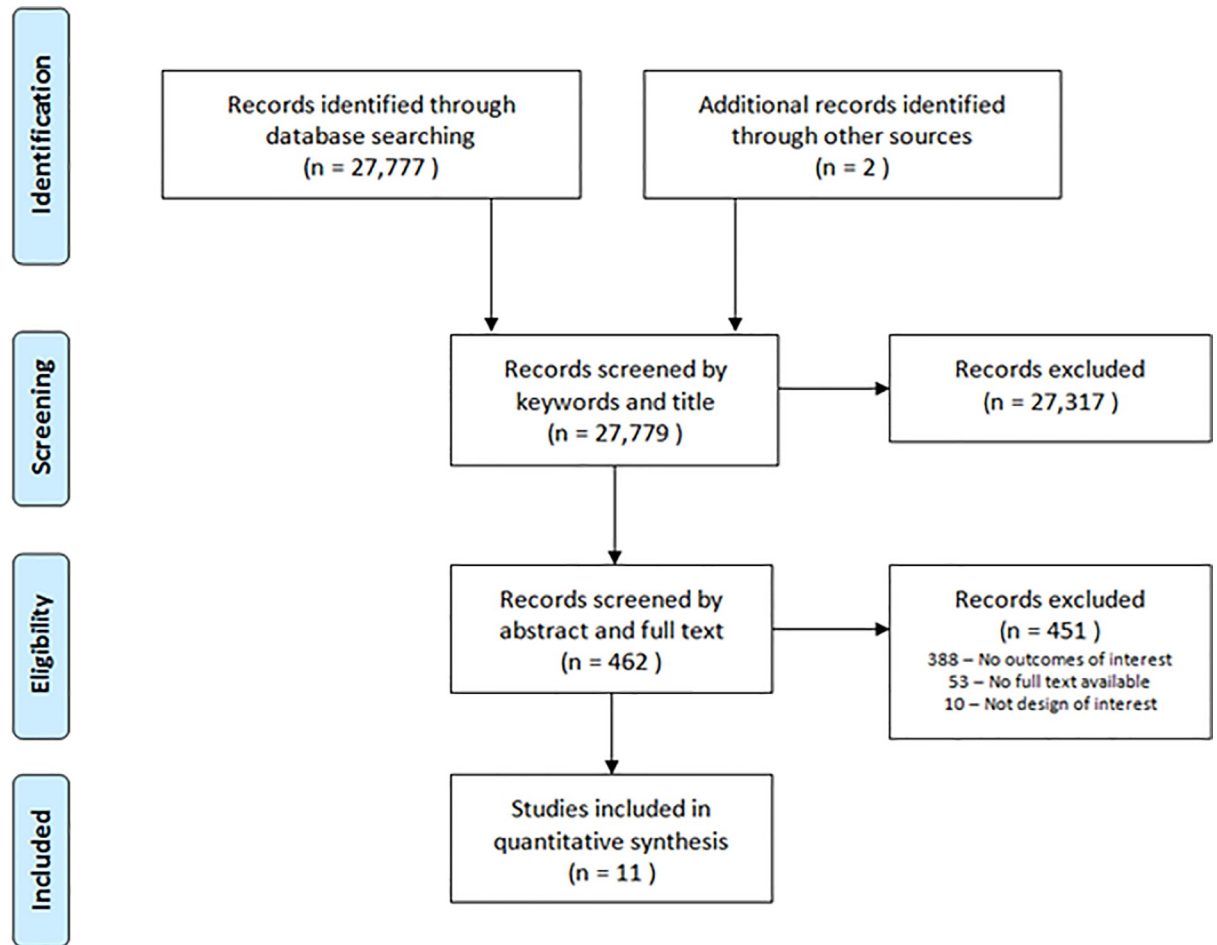 Identification
Records identified through
database searching
(n = 27,777 )
Additional records identified
through other sources
(n = 2 )
Screening
Records screened by
keywords and title
(n = 27,779 )
Records excluded
(n = 27,317 )
Eligibility
Records screened by
abstract and full text
(n = 462 )
Records excluded
(n = 451 )
388 – No outcomes of interest
53 – No full text available
10 – Not design of interest
Included
Studies included in
quantitative synthesis
(n = 11 )